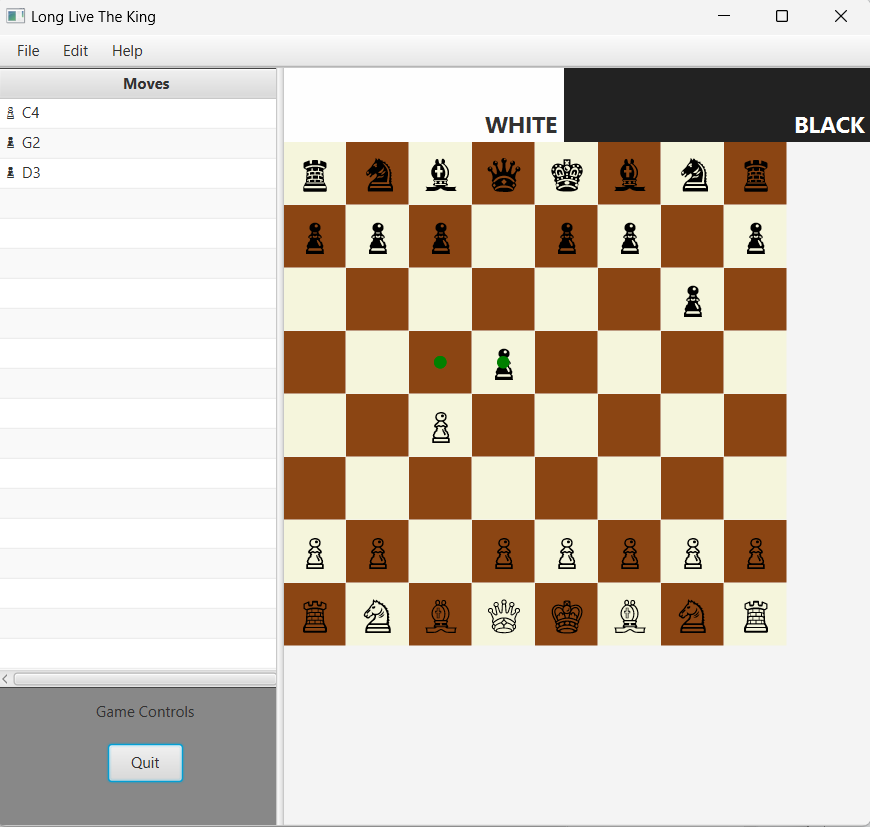 Long Live The King
File Edit Help
Moves
♙ C4
♟ G2
♟ D3
WHITE
BLACK
Game Controls
Quit